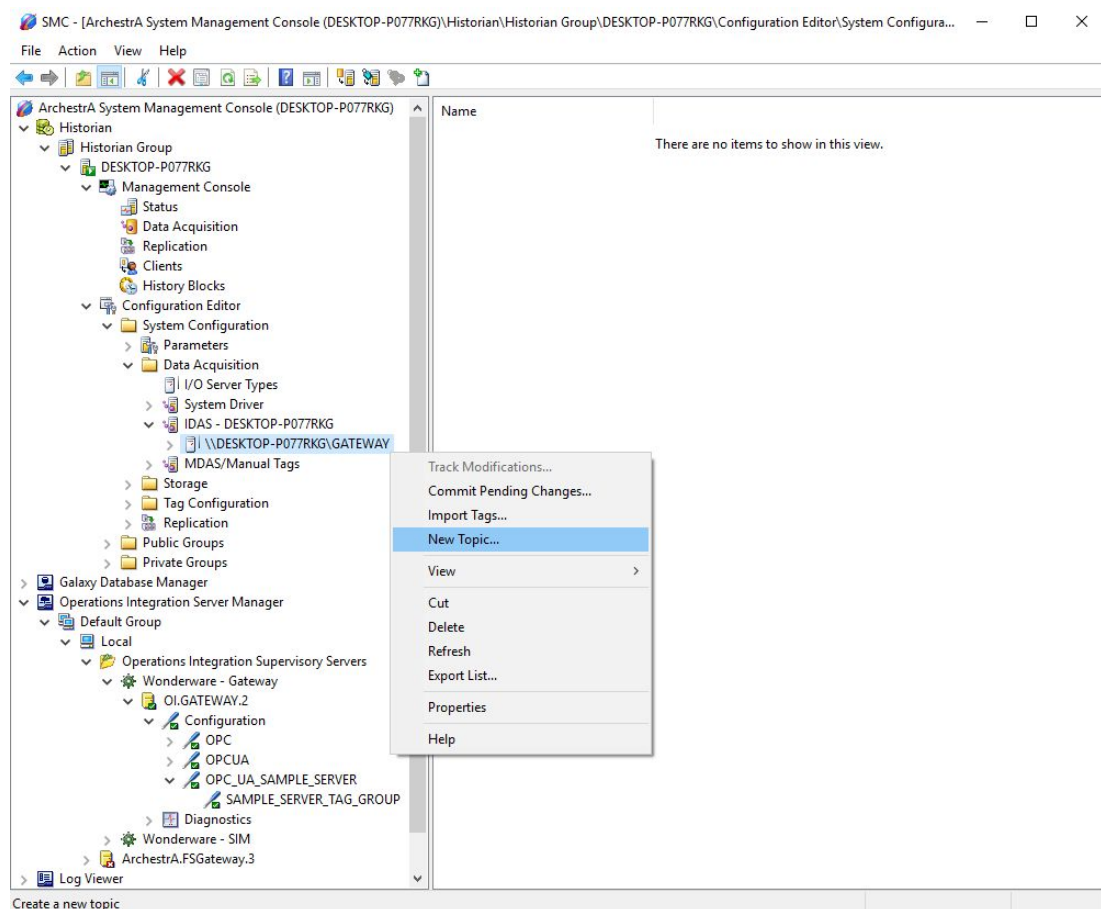 SMC - [ArchestrA System Management Console (DESKTOP-P077RKG)\Historian\Historian Group\DESKTOP-P077RKG\Configuration Editor\System Configura...
File Action View Help
ArchestrA System Management Console (DESKTOP-P077RKG)
Name
Historian
There are no items to show in this view.
Historian Group
DESKTOP-P077RKG
Management Console
Status
Data Acquisition
Replication
Clients
History Blocks
Configuration Editor
System Configuration
Parameters
Data Acquisition
I/O Server Types
System Driver
IDAS - DESKTOP-P077RKG
\\DESKTOP-P077RKG\GATEWAY
MDAS/Manual Tags
Storage
Tag Configuration
Replication
Public Groups
Private Groups
Galaxy Database Manager
Operations Integration Server Manager
Default Group
Local
Operations Integration Supervisory Servers
Wonderware - Gateway
OI.GATEWAY.2
Configuration
OPC
OPCUA
OPC_UA_SAMPLE_SERVER
SAMPLE_SERVER_TAG_GROUP
Diagnostics
Wonderware - SIM
ArchestrA.FSGateway.3
Log Viewer
Track Modifications...
Commit Pending Changes...
Import Tags...
New Topic...
View
Cut
Delete
Refresh
Export List...
Properties
Help
Create a new topic